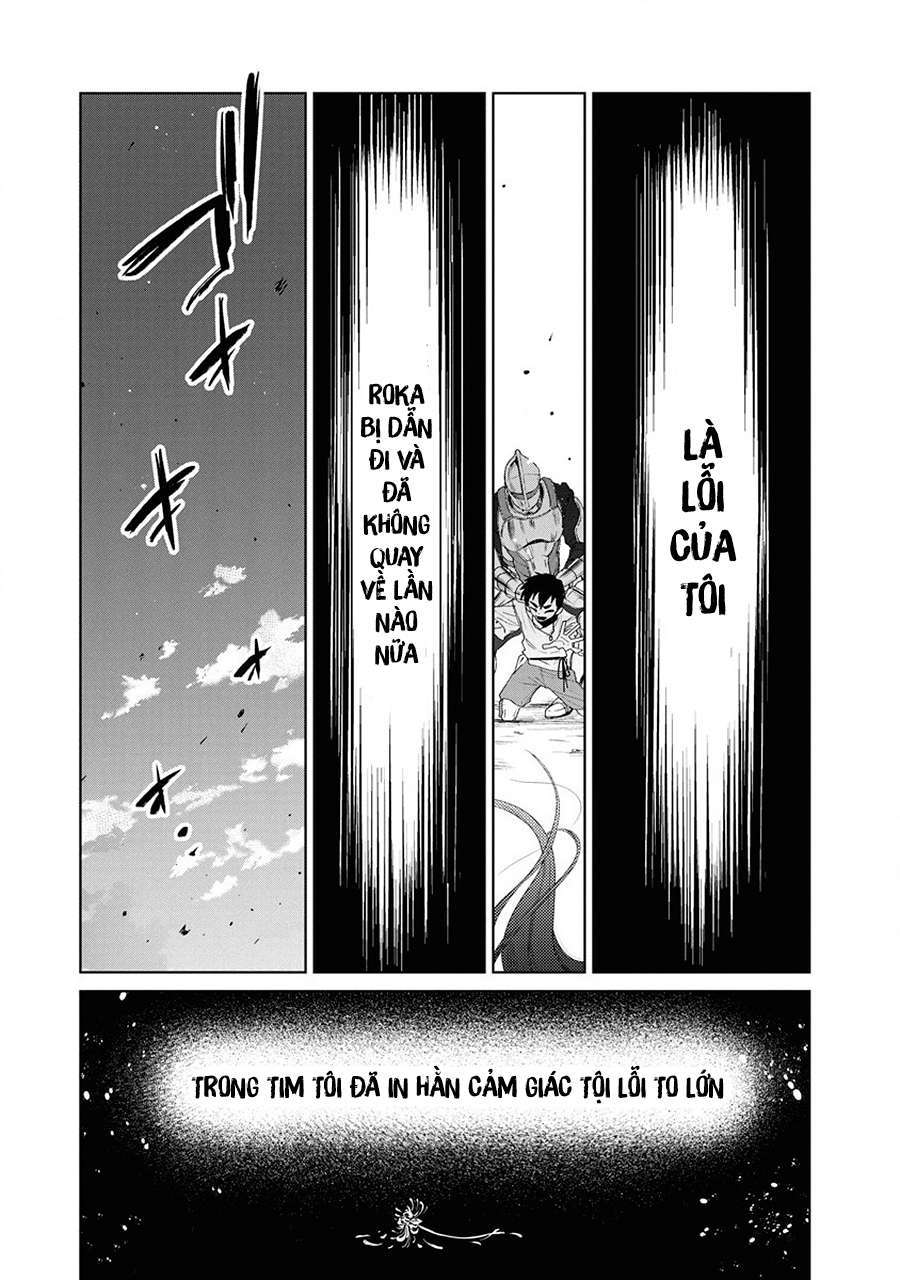 LÀ
LỖI
CỦA
TÔI
ROKA
BỊ DẪN
ĐI VÀ
ĐÃ
KHÔNG
QUAY
VỀ LẦN
NÀO
NỮA
TRONG TIM TÔI ĐÃ IN HẰN CẢM GIÁC TỘI LỖI TO LỚN